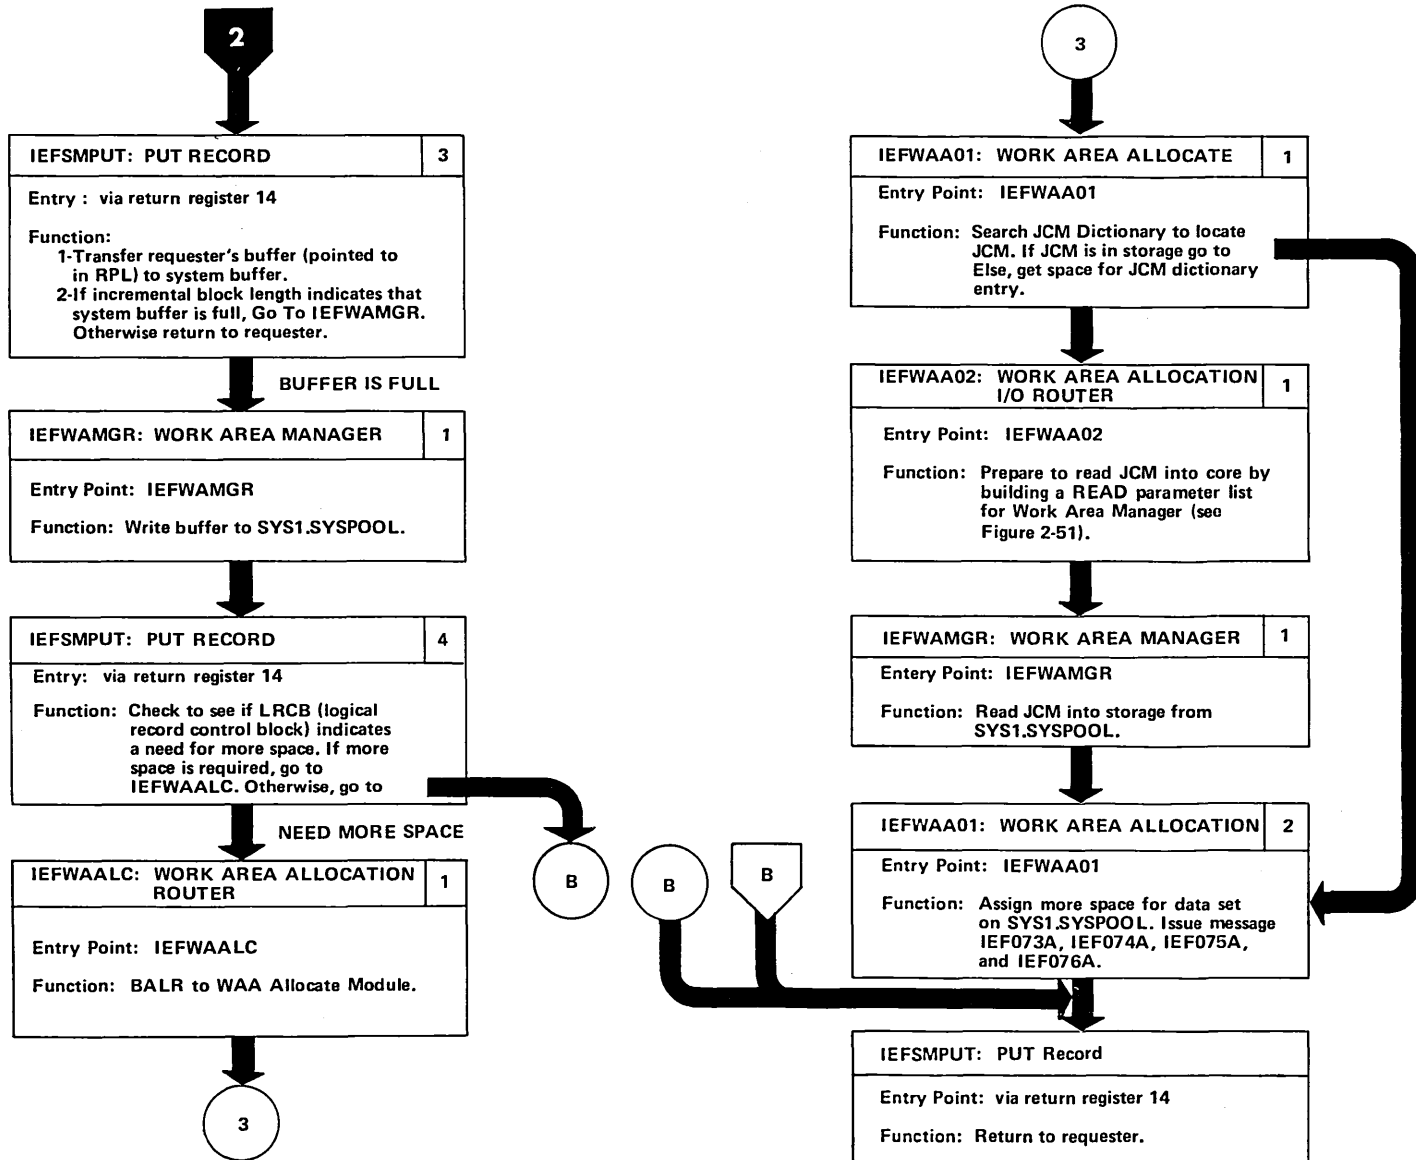 2
IEFSMPUT: PUT RECORD
3
Entry : via return register 14
Function:
1-Transfer requester's buffer (pointed to
in RPL) to system buffer.
2-If incremental block length indicates that
system buffer is full, Go To IEFWAMGR.
Otherwise return to requester.
BUFFER IS FULL
IEFWAMGR: WORK AREA MANAGER
1
Entry Point: IEFWAMGR
Function: Write buffer to SYS1.SYSPOOL.
IEFSMPUT: PUT RECORD
4
Entry: via return register 14
Function: Check to see if LRCB (logical
record control block) indicates
a need for more space. If more
space is required, go to
IEFWAALC. Otherwise, go to
NEED MORE SPACE
B
IEFWAALC: WORK AREA ALLOCATION
ROUTER
1
Entry Point: IEFWAALC
Function: BALR to WAA Allocate Module.
3
3
IEFWAA01: WORK AREA ALLOCATE
1
Entry Point: IEFWAA01
Function: Search JCM Dictionary to locate
JCM. If JCM is in storage go to
Else, get space for JCM dictionary
entry.
IEFWAA02: WORK AREA ALLOCATION
I/O ROUTER
1
Entry Point: IEFWAA02
Function: Prepare to read JCM into core by
building a READ parameter list
for Work Area Manager (see
Figure 2-51).
IEFWAMGR: WORK AREA MANAGER
1
Entery Point: IEFWAMGR
Function: Read JCM into storage from
SYS1.SYSPOOL.
IEFWAA01: WORK AREA ALLOCATION
2
Entry Point: IEFWAA01
Function: Assign more space for data set
on SYS1.SYSPOOL. Issue message
IEF073A, IEF074A, IEF075A,
and IEF076A.
B
B
IEFSMPUT: PUT Record
Entry Point: via return register 14
Function: Return to requester.